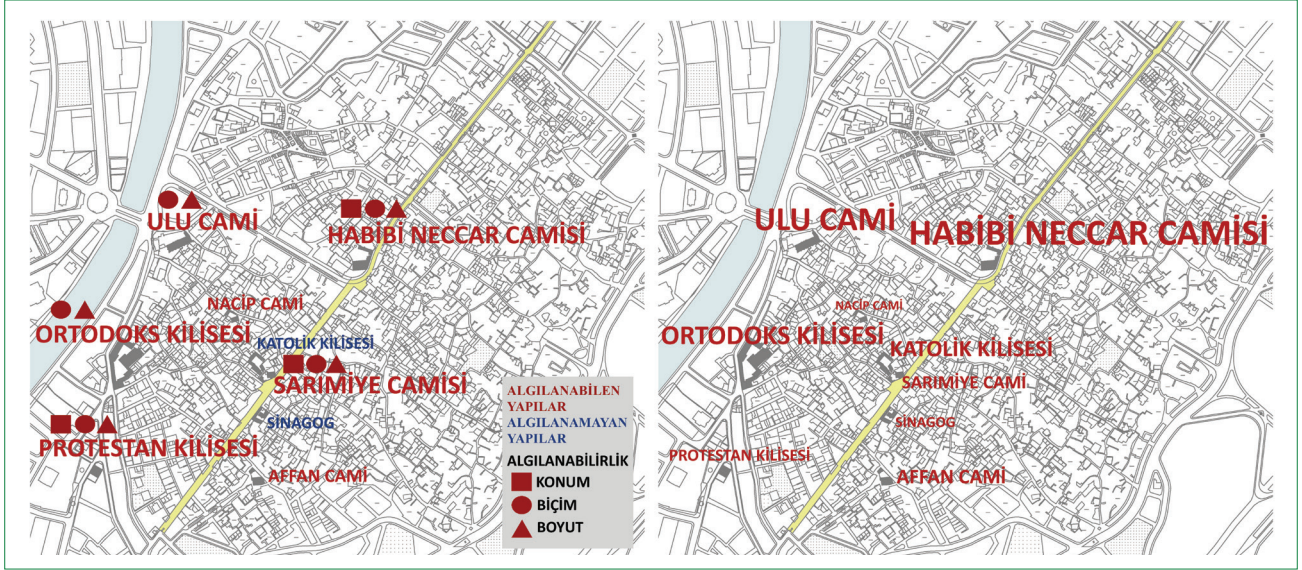 ULU CAMİ
HABİBİ NECCAR CAMİSİ
NACİP CAMİ
ORTODOKS KİLİSESİ
KATOLİK KİLİSESİ
SARIMİYE CAMİSİ
SİNAGOG
PROTESTAN KİLİSESİ
AFFAN CAMİ
ALGILANABİLEN
YAPILAR
ALGILANAMAYAN
YAPILAR
ALGILANABİLİRLİK
KONUM
BİÇİM
BOYUT
ULU CAMİ
HABİBİ NECCAR CAMİSİ
NACİP CAMİ
ORTODOKS KİLİSESİ
KATOLİK KİLİSESİ
SARIMİYE CAMİ
SİNAGOG
PROTESTAN KİLİSESİ
AFFAN CAMİ